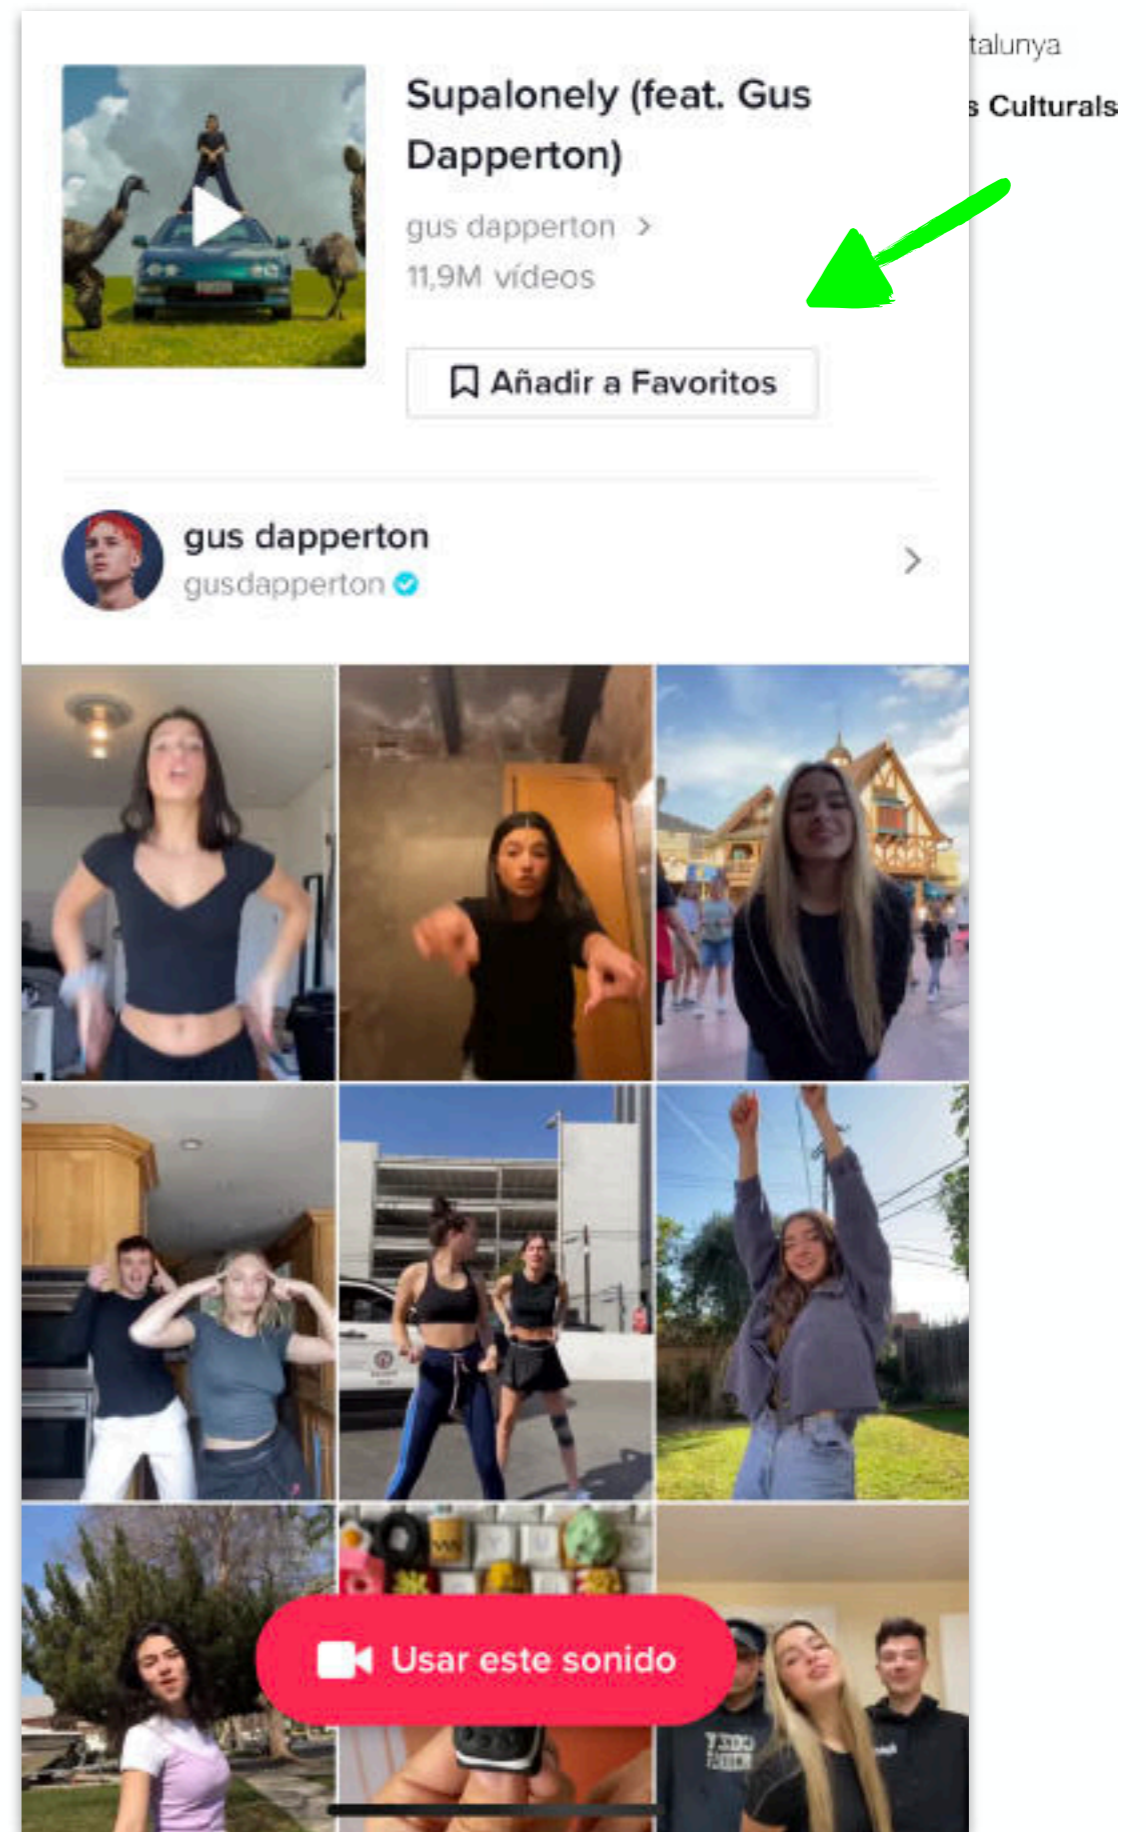 talunya
s Culturals
Supalonely (feat. Gus
Dapperton)
gus dapperton >
11,9M vídeos
Añadir a Favoritos
gus dapperton
gusdapperton
Usar este sonido